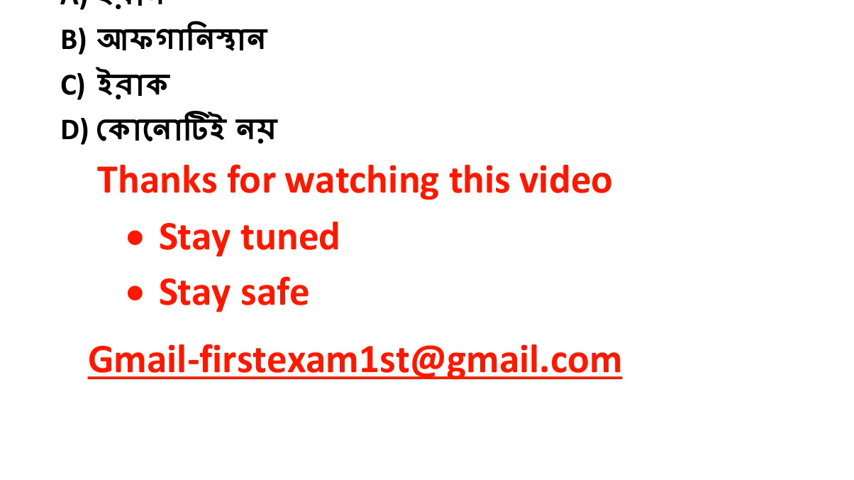 B) আফগানিস্থান
C) ইরাক
D) কোনোটিই নয়
Thanks for watching this video
• Stay tuned
• Stay safe
Gmail-firstexam1st@gmail.com